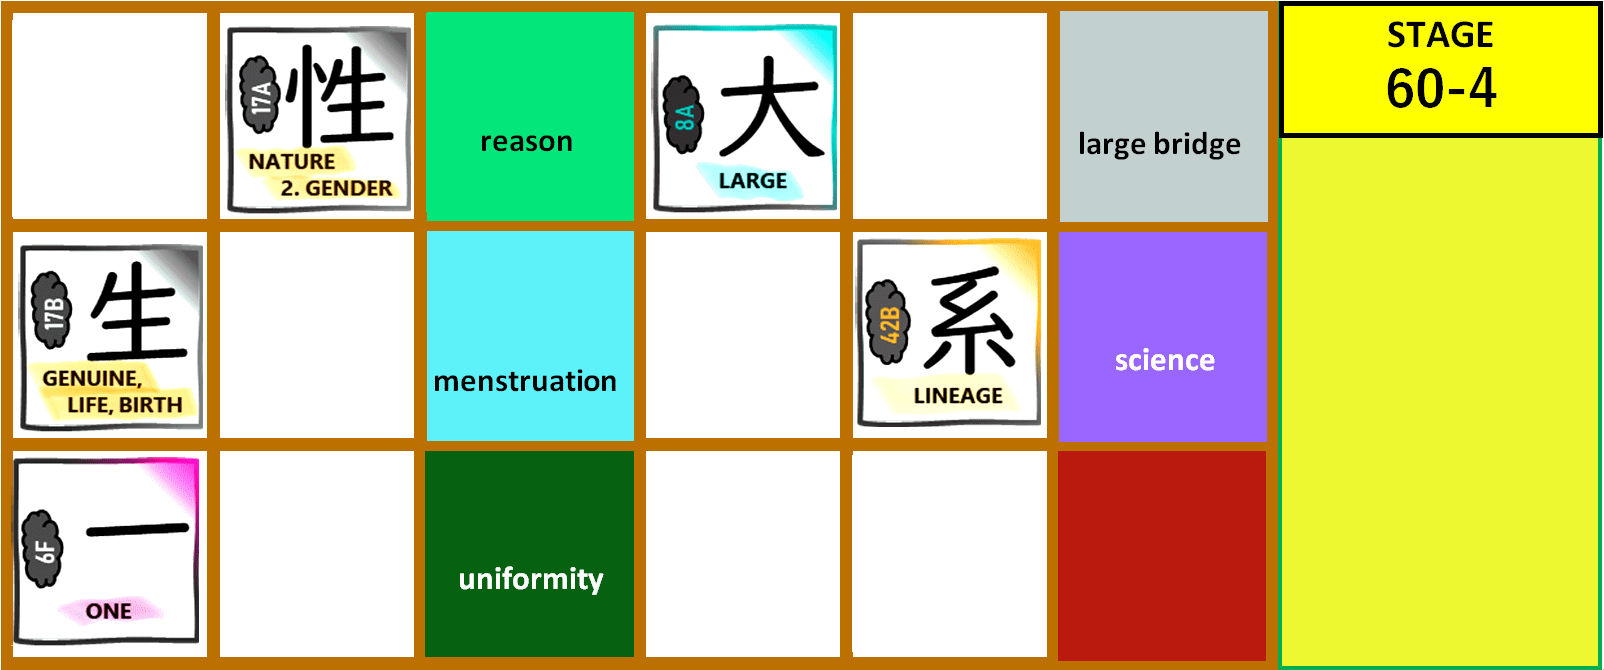 17A
性
NATURE
2. GENDER
reason
8A
大
LARGE
large bridge
STAGE
60-4
17B
生
GENUINE,
LIFE, BIRTH
menstruation
42B
系
LINEAGE
science
6F
一
ONE
uniformity